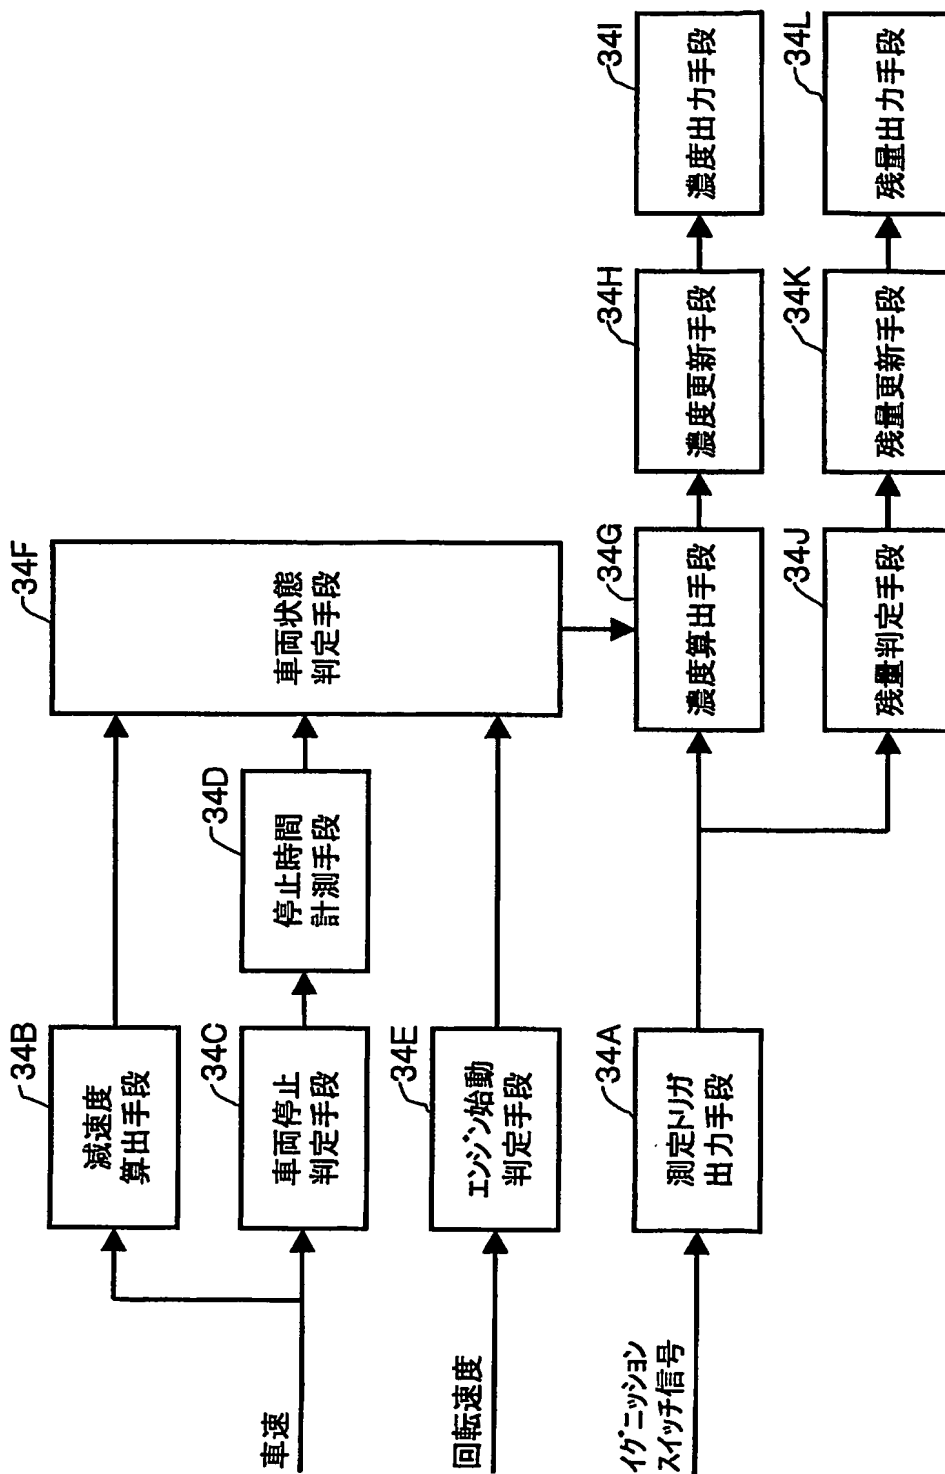 車速
34B
減速度
算出手段
34C
車両停止
判定手段
34D
停止時間
計測手段
34F
車両状態
判定手段
回転速度
34E
エンジン始動
判定手段
イグニッション
スイッチ信号
34A
測定トリガ
出力手段
34G
濃度算出手段
34H
濃度更新手段
34I
濃度出力手段
34J
残量判定手段
34K
残量更新手段
34L
残量出力手段